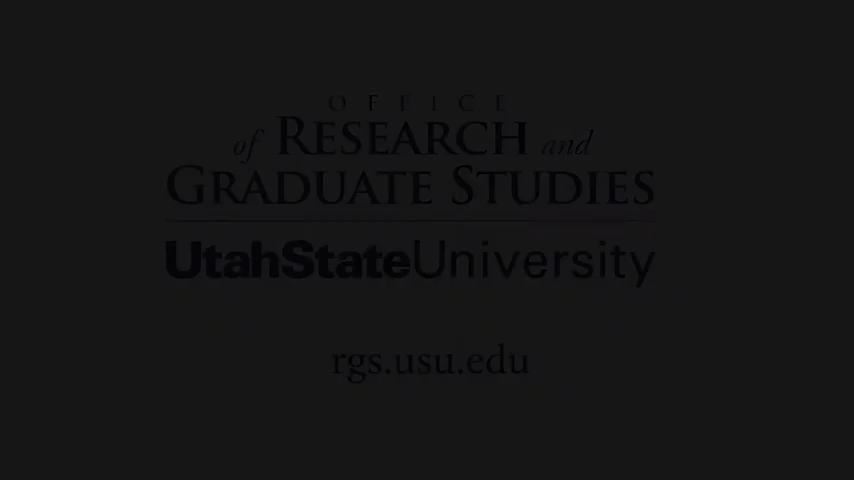 OFFICE
of RESEARCH and
GRADUATE STUDIES
UtahStateUniversity
rgs.usu.edu